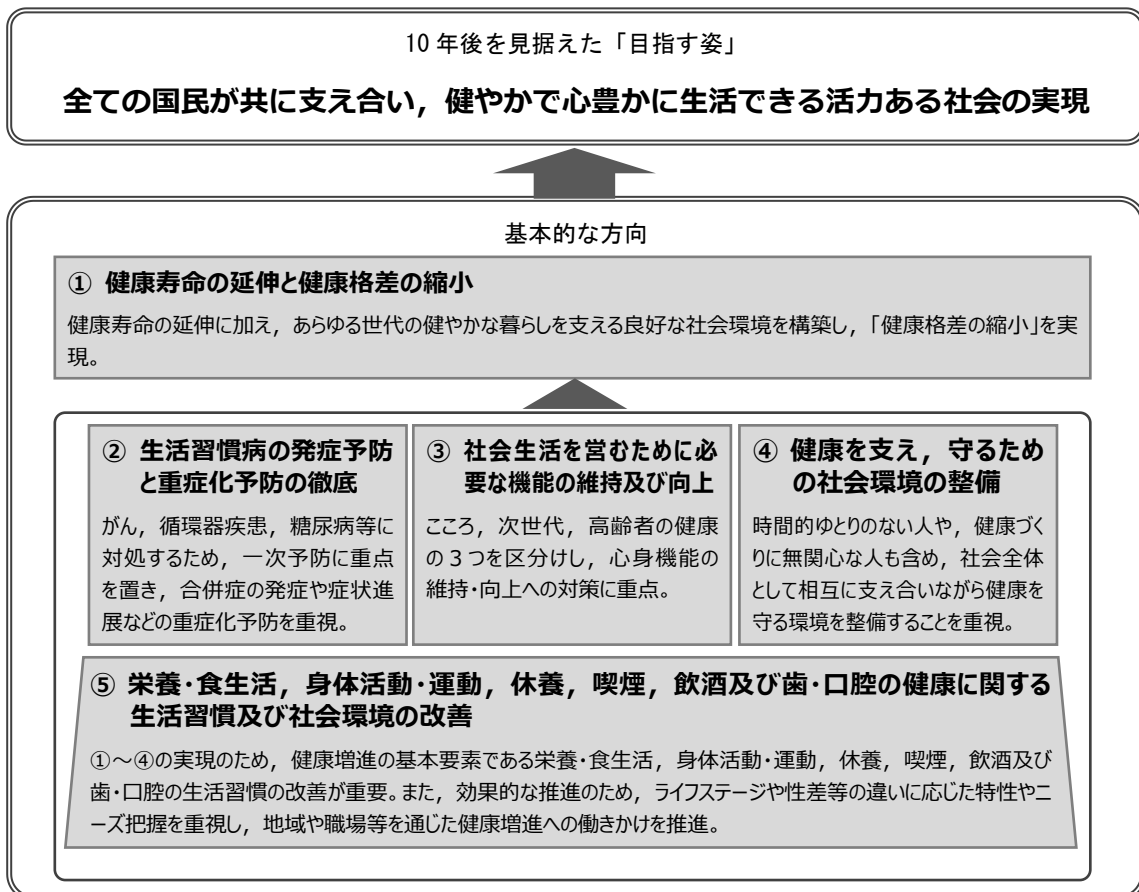 10年後を見据えた「目指す姿」
全ての国民が共に支え合い，健やかで心豊かに生活できる活力ある社会の実現
基本的な方向
① 健康寿命の延伸と健康格差の縮小
健康寿命の延伸に加え，あらゆる世代の健やかな暮らしを支える良好な社会環境を構築し，「健康格差の縮小」を実
現。
② 生活習慣病の発症予防
と重症化予防の徹底
がん，循環器疾患，糖尿病等に
対処するため，一次予防に重点
を置き，合併症の発症や症状進
展などの重症化予防を重視。
③ 社会生活を営むために必
要な機能の維持及び向上
こころ，次世代，高齢者の健康
の３つを区分けし，心身機能の
維持・向上への対策に重点。
④ 健康を支え，守るため
の社会環境の整備
時間的ゆとりのない人や，健康づく
りに無関心な人も含め，社会全体
として相互に支え合いながら健康を
守る環境を整備することを重視。
⑤ 栄養・食生活，身体活動・運動，休養，喫煙，飲酒及び歯・口腔の健康に関する
生活習慣及び社会環境の改善
①～④の実現のため，健康増進の基本要素である栄養・食生活，身体活動・運動，休養，喫煙，飲酒及び
歯・口腔の生活習慣の改善が重要。また，効果的な推進のため，ライフステージや性差等の違いに応じた特性やニ
ーズ把握を重視し，地域や職場等を通じた健康増進への働きかけを推進。